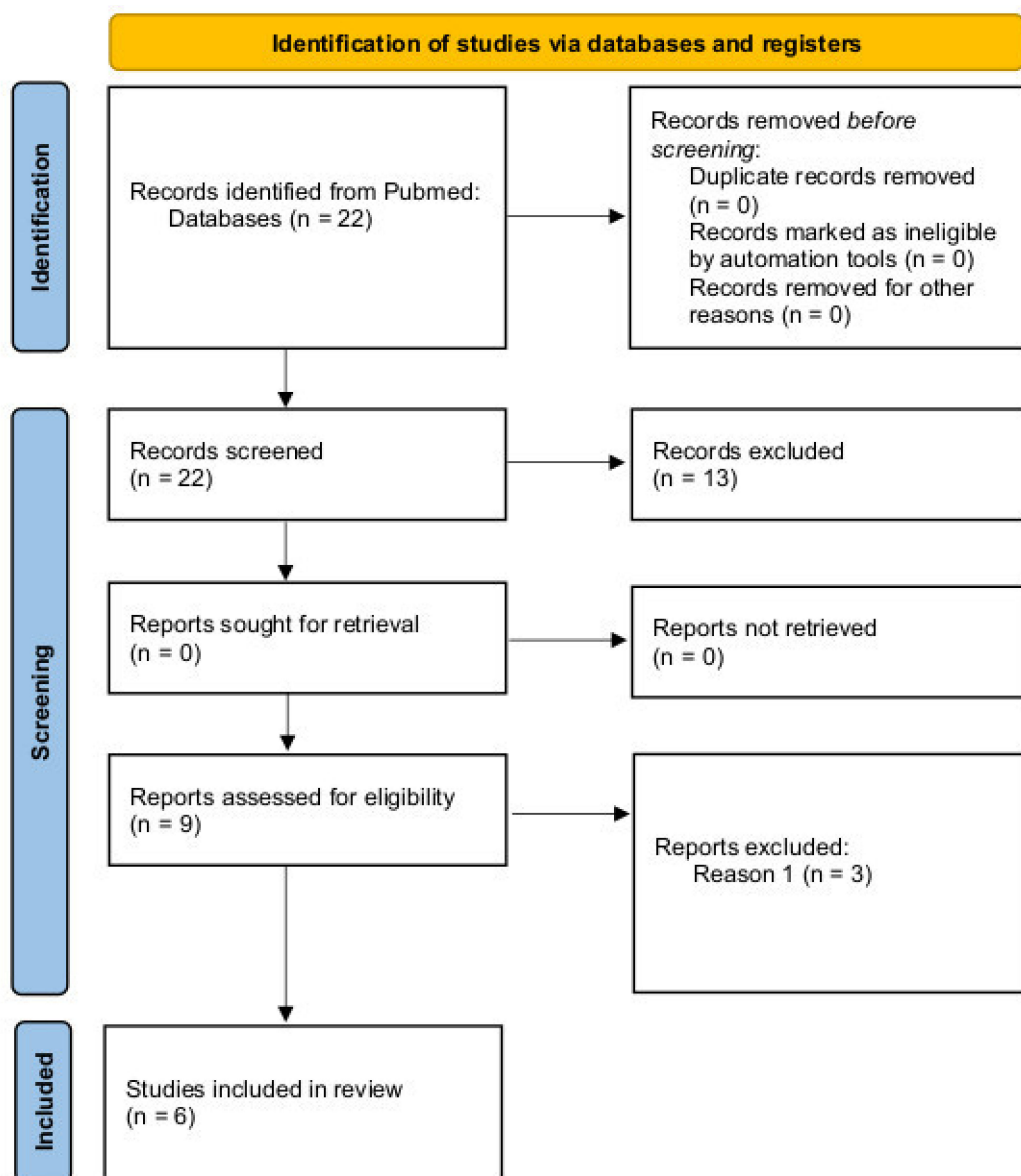 Identification of studies via databases and registers
Identification
Records identified from Pubmed:
Databases (n = 22)
Records removed before
screening:
Duplicate records removed
(n = 0)
Records marked as ineligible
by automation tools (n = 0)
Records removed for other
reasons (n = 0)
Screening
Records screened
(n = 22)
Records excluded
(n = 13)
Reports sought for retrieval
(n = 0)
Reports not retrieved
(n = 0)
Reports assessed for eligibility
(n = 9)
Reports excluded:
Reason 1 (n = 3)
Included
Studies included in review
(n = 6)